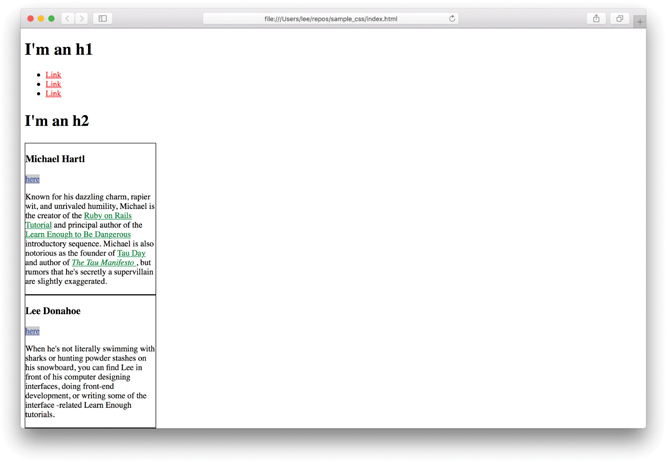 file:///Users/lee/repos/sample_css/index.html
I'm an h1
Link
Link
Link
I'm an h2
Michael Hartl
here
Known for his dazzling charm, rapier
wit, and unrivaled humility, Michael is
the creator of the Ruby on Rails
Tutorial and principal author of the
Learn Enough to Be Dangerous
introductory sequence. Michael is also
notorious as the founder of Tau Day
and author of The Tau Manifesto , but
rumors that he's secretly a supervillain
are slightly exaggerated.
Lee Donahoe
here
When he's not literally swimming with
sharks or hunting powder stashes on
his snowboard, you can find Lee in
front of his computer designing
interfaces, doing front-end
development, or writing some of the
interface -related Learn Enough
tutorials.